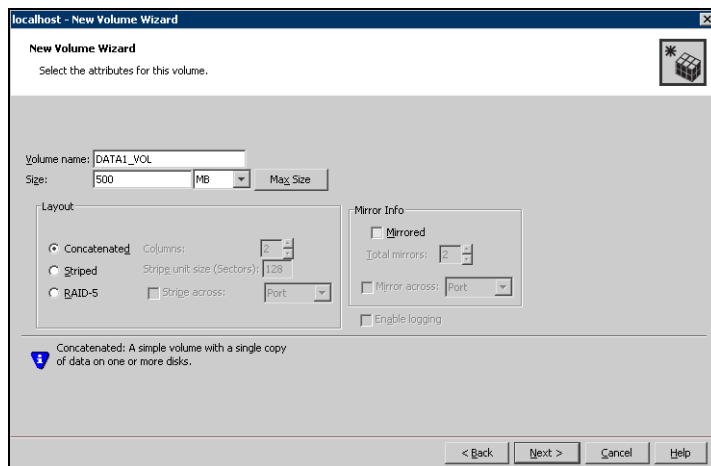 localhost - New Volume Wizard
New Volume Wizard
Select the attributes for this volume.
Volume name: DATA1_VOL
Size: 500 MB Max Size
Layout
Concatenated Columns: 2
Striped Stripe unit size (Sectors): 128
RAID-5 Stripe across: Port
Mirror Info
Mirrored
Total mirrors: 2
Mirror across: Port
Enable logging
Concatenated: A simple volume with a single copy
of data on one or more disks.
< Back Next > Cancel Help